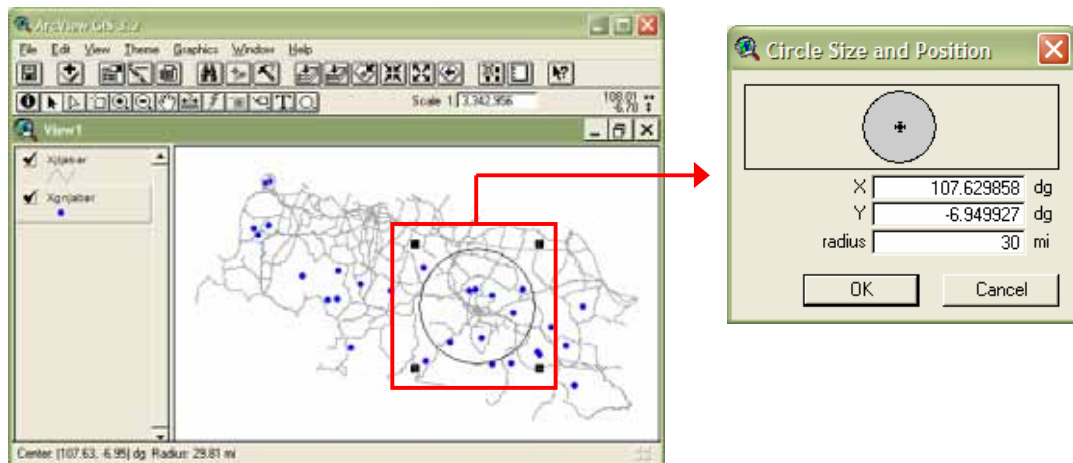 ArcView GIS 3.2
File Edit View Theme Graphics Window Help
Scale 1: 3,342,956
108.01
-6.70
View1
Xjljabar
Xgnjabar
Center: (107.63, -6.95) dg Radius: 29.81 mi
Circle Size and Position
X 107.629858 dg
Y -6.949927 dg
radius 30 mi
OK Cancel